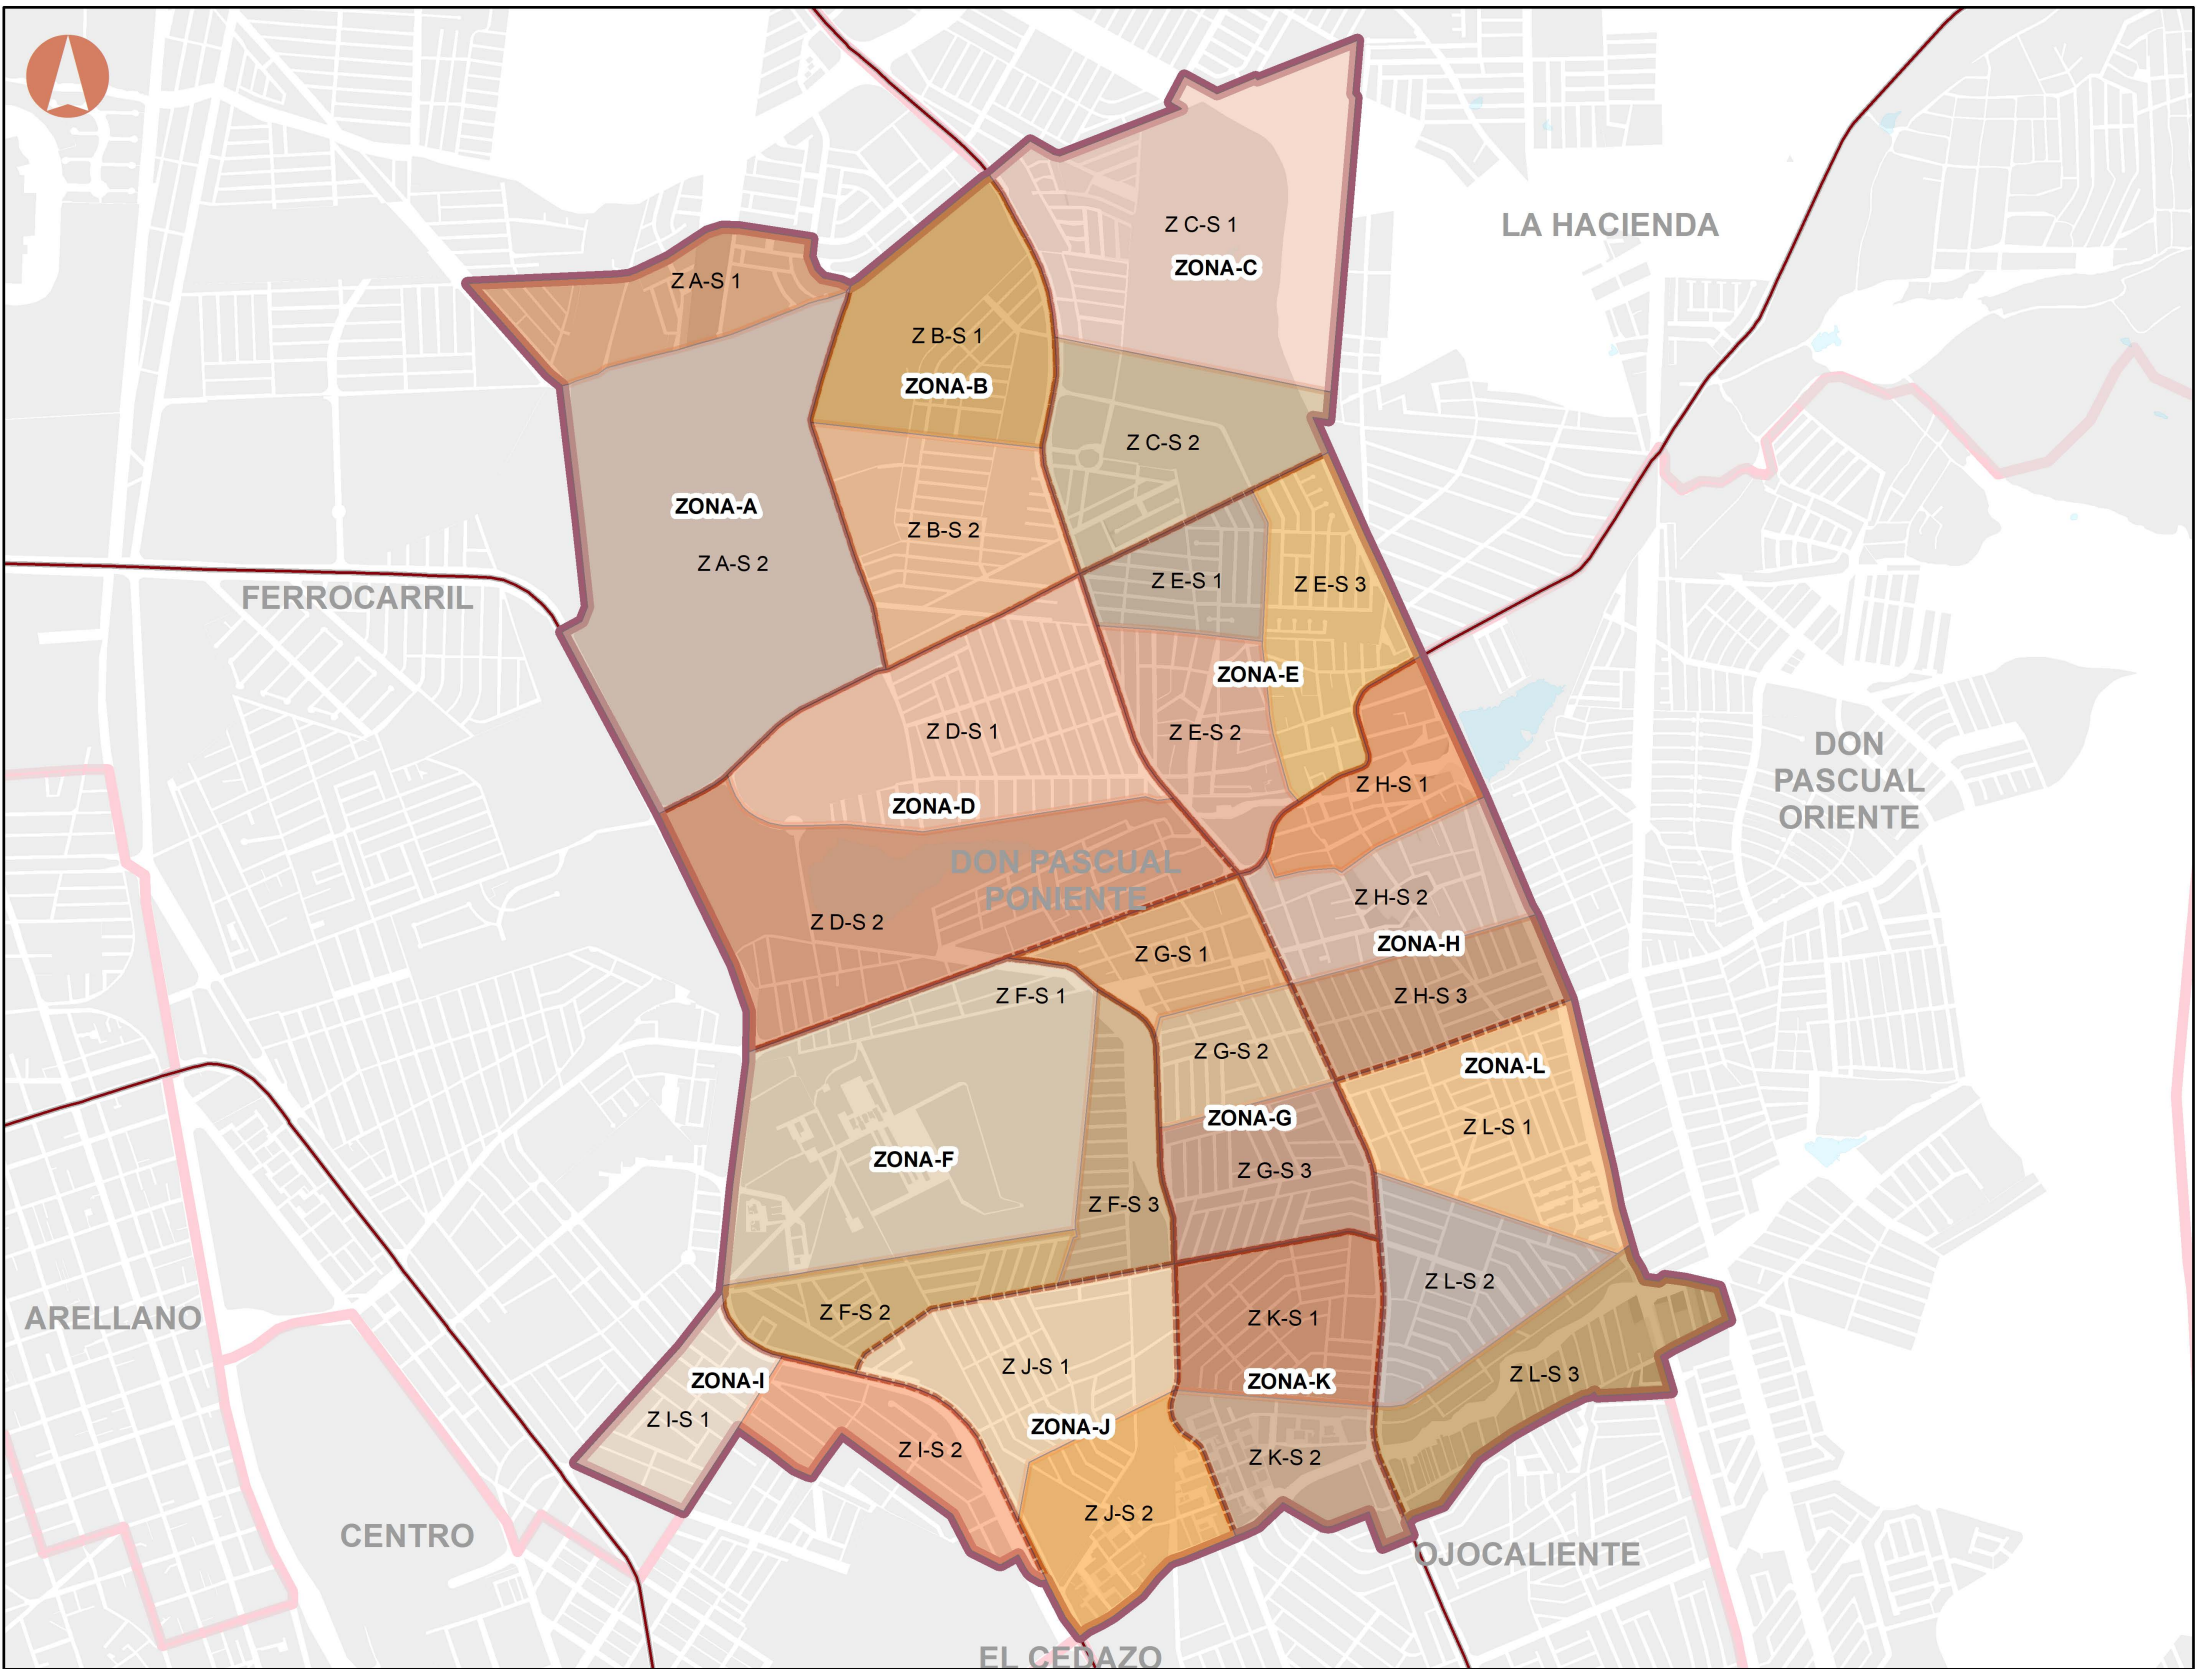 Z C-S 1
LA HACIENDA
ZONA-C
Z A-S 1
Z B-S 1
ZONA-B
Z C-S 2
ZONA-A
Z B-S 2
Z A-S 2
Z E-S 1
Z E-S 3
FERROCARRIL
ZONA-E
Z D-S 1
Z E-S 2
DON
PASCUAL
ORIENTE
Z H-S 1
ZONA-D
DON PASCUAL
PONIENTE
Z H-S 2
Z D-S 2
ZONA-H
Z G-S 1
Z F-S 1
Z H-S 3
Z G-S 2
ZONA-L
ZONA-G
Z L-S 1
ZONA-F
Z G-S 3
Z F-S 3
Z L-S 2
Z F-S 2
ARELLANO
Z K-S 1
Z J-S 1
Z L-S 3
ZONA-I
ZONA-K
Z I-S 1
ZONA-J
Z I-S 2
Z K-S 2
Z J-S 2
CENTRO
OJOCALIENTE
EL CEDAZO